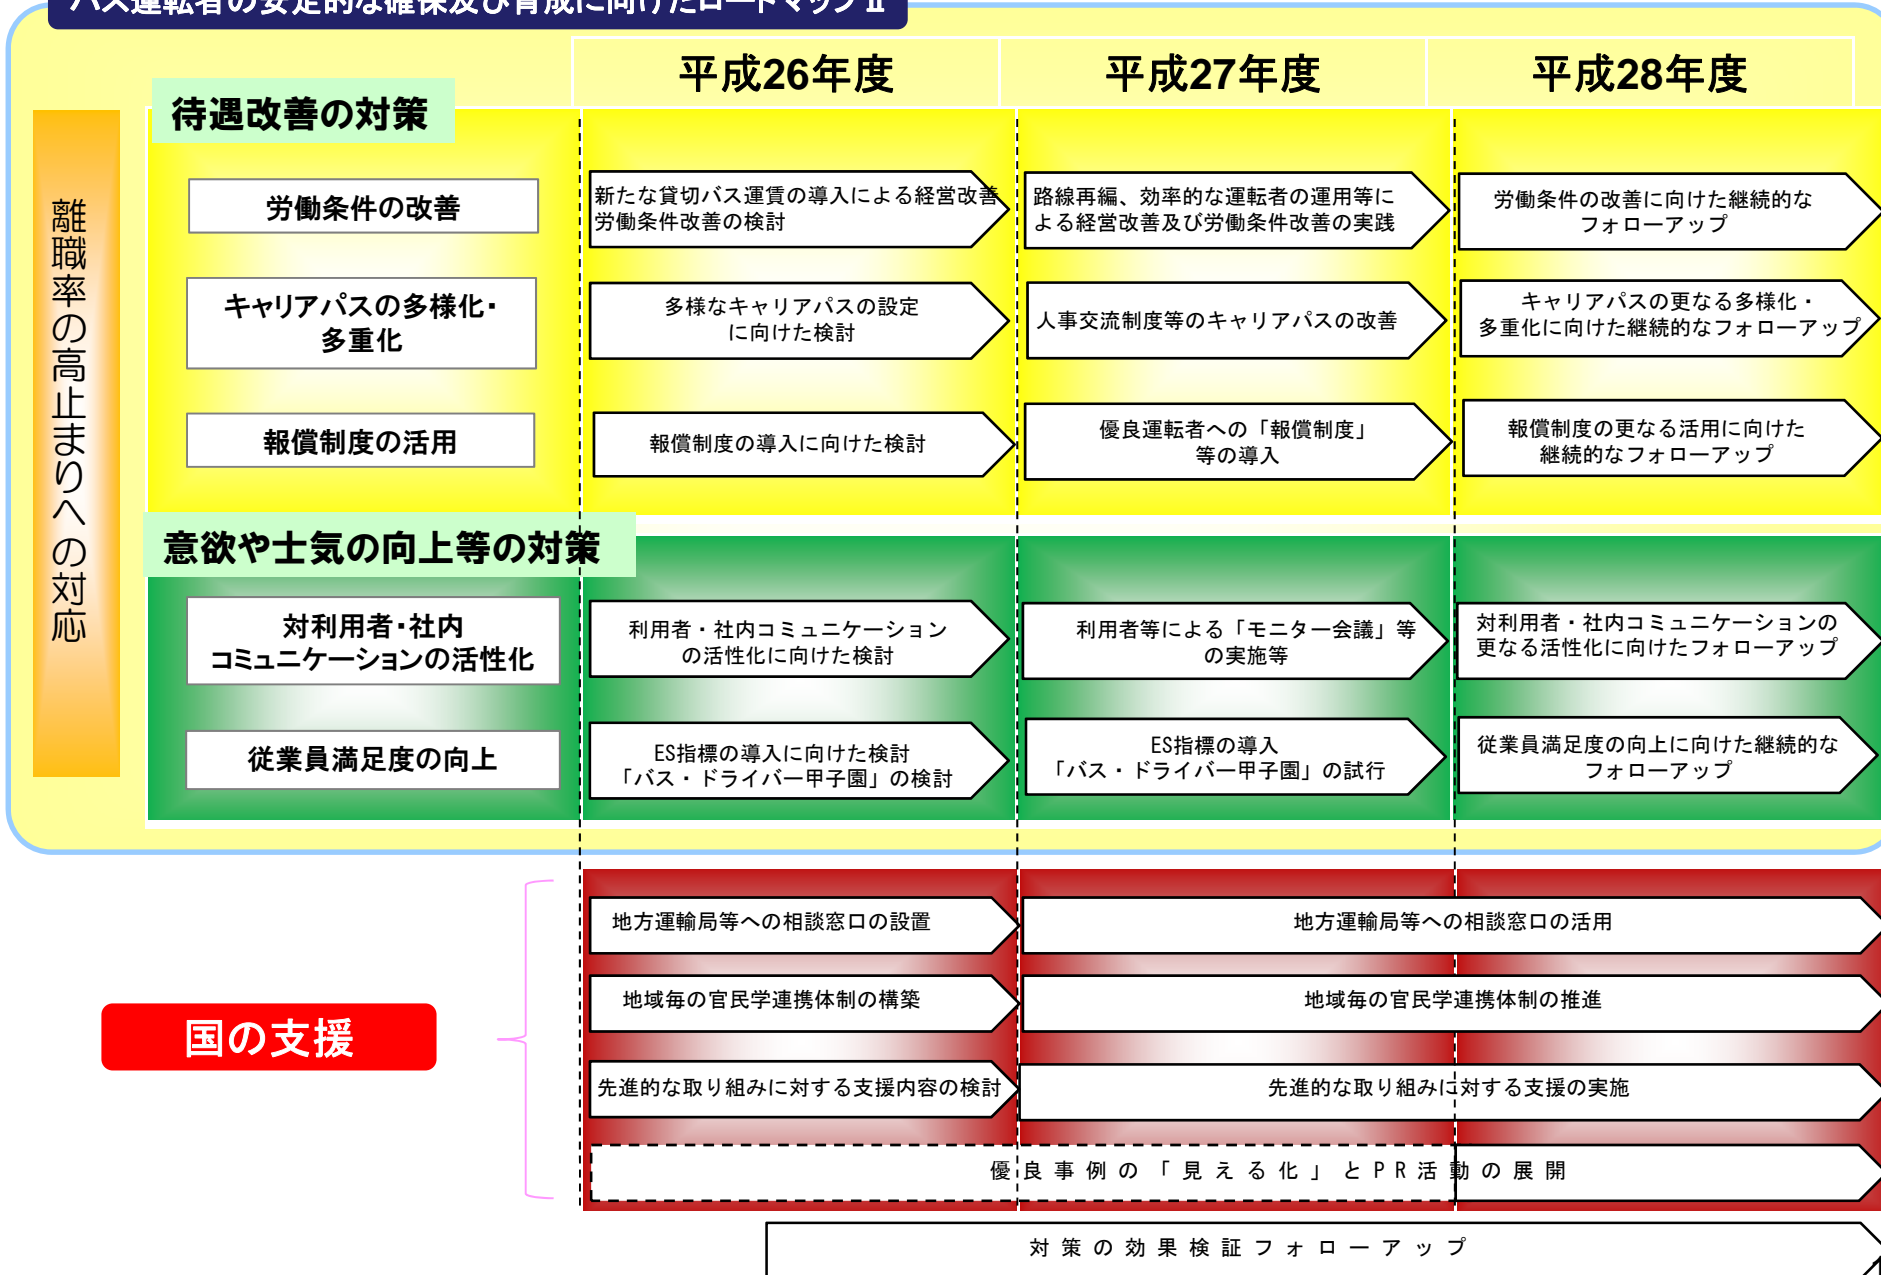 バス運転者の安定的な確保及び育成に向けたロードマップⅡ
平成26年度
平成27年度
平成28年度
離職率の高止まりへの対応
待遇改善の対策
労働条件の改善
新たな貸切バス運賃の導入による経営改善
労働条件改善の検討
路線再編、効率的な運転者の運用等に
よる経営改善及び労働条件改善の実践
労働条件の改善に向けた継続的な
フォローアップ
キャリアパスの多様化・
多重化
多様なキャリアパスの設定
に向けた検討
人事交流制度等のキャリアパスの改善
キャリアパスの更なる多様化・
多重化に向けた継続的なフォローアップ
報償制度の活用
報償制度の導入に向けた検討
優良運転者への「報償制度」
等の導入
報償制度の更なる活用に向けた
継続的なフォローアップ
意欲や士気の向上等の対策
対利用者・社内
コミュニケーションの活性化
利用者・社内コミュニケーション
の活性化に向けた検討
利用者等による「モニター会議」等
の実施等
対利用者・社内コミュニケーションの
更なる活性化に向けたフォローアップ
従業員満足度の向上
ES指標の導入に向けた検討
「バス・ドライバー甲子園」の検討
ES指標の導入
「バス・ドライバー甲子園」の試行
従業員満足度の向上に向けた継続的な
フォローアップ
国の支援
地方運輸局等への相談窓口の設置
地方運輸局等への相談窓口の活用
地域毎の官民学連携体制の構築
地域毎の官民学連携体制の推進
先進的な取り組みに対する支援内容の検討
先進的な取り組みに対する支援の実施
優良事例の「見える化」とPR活動の展開
対策の効果検証フォローアップ